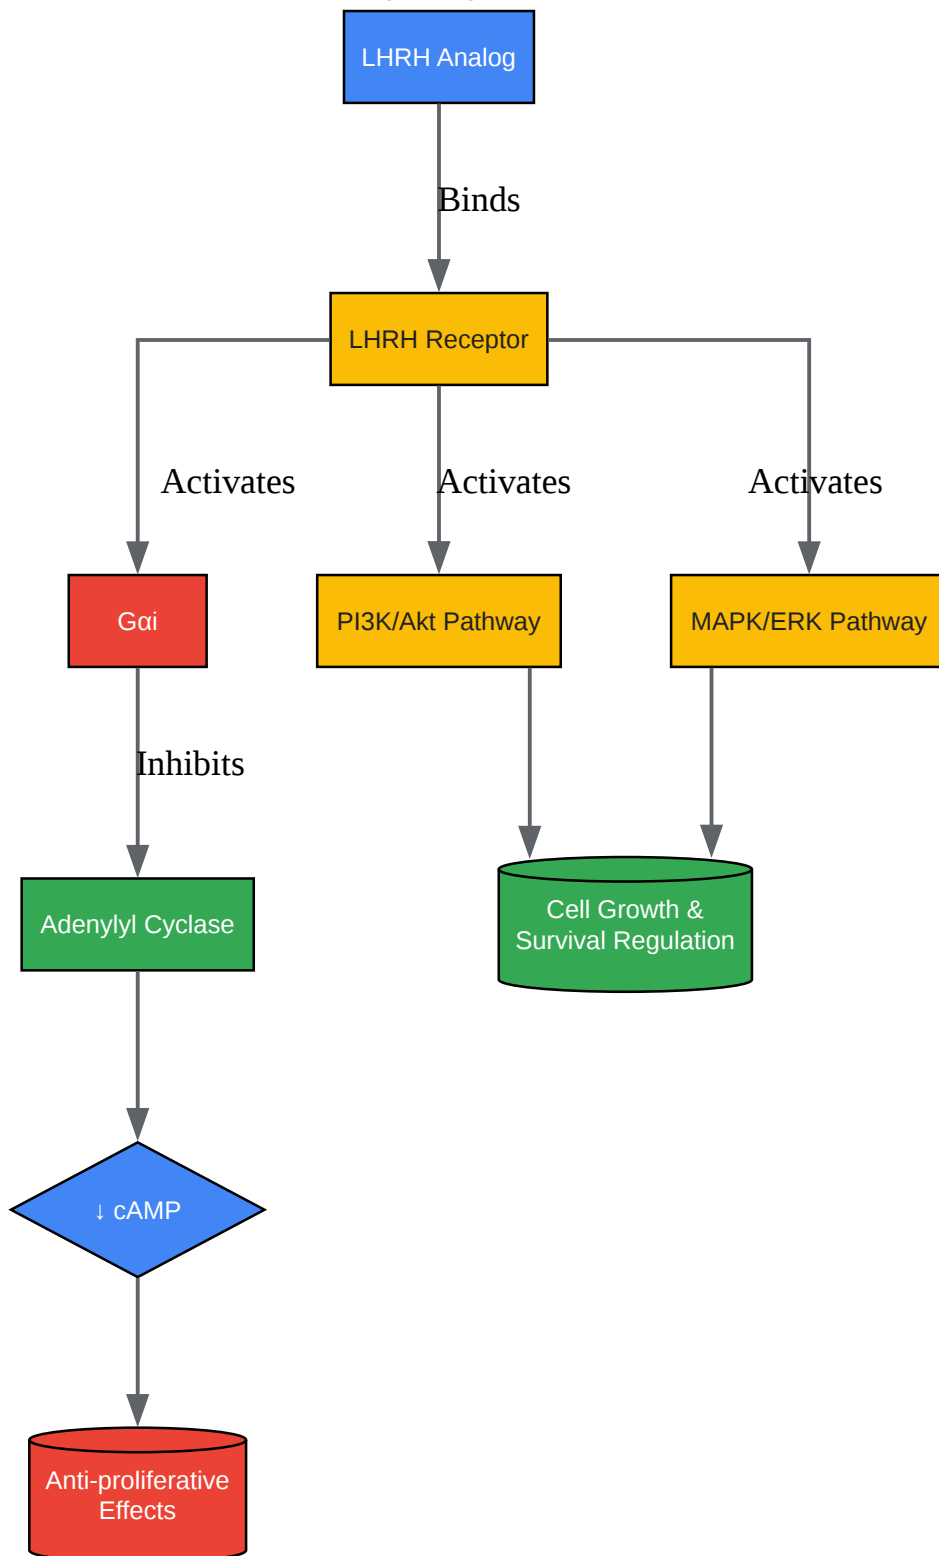 LHRH Analog
Binds
LHRH Receptor
Activates
Activates
Activates
Gαi
PI3K/Akt Pathway
MAPK/ERK Pathway
Inhibits
Adenylyl Cyclase
Cell Growth &
Survival Regulation
↓ cAMP
Anti-proliferative
Effects